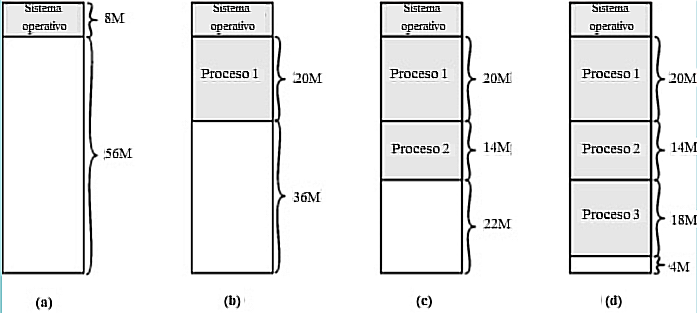 Sistema
operativo
8M
56M
(a)
Sistema
operativo
Proceso 1
20M
36M
(b)
Sistema
operativo
Proceso 1
20M
Proceso 2
14M
22M
(c)
Sistema
operativo
Proceso 1
20M
Proceso 2
14M
Proceso 3
18M
4M
(d)